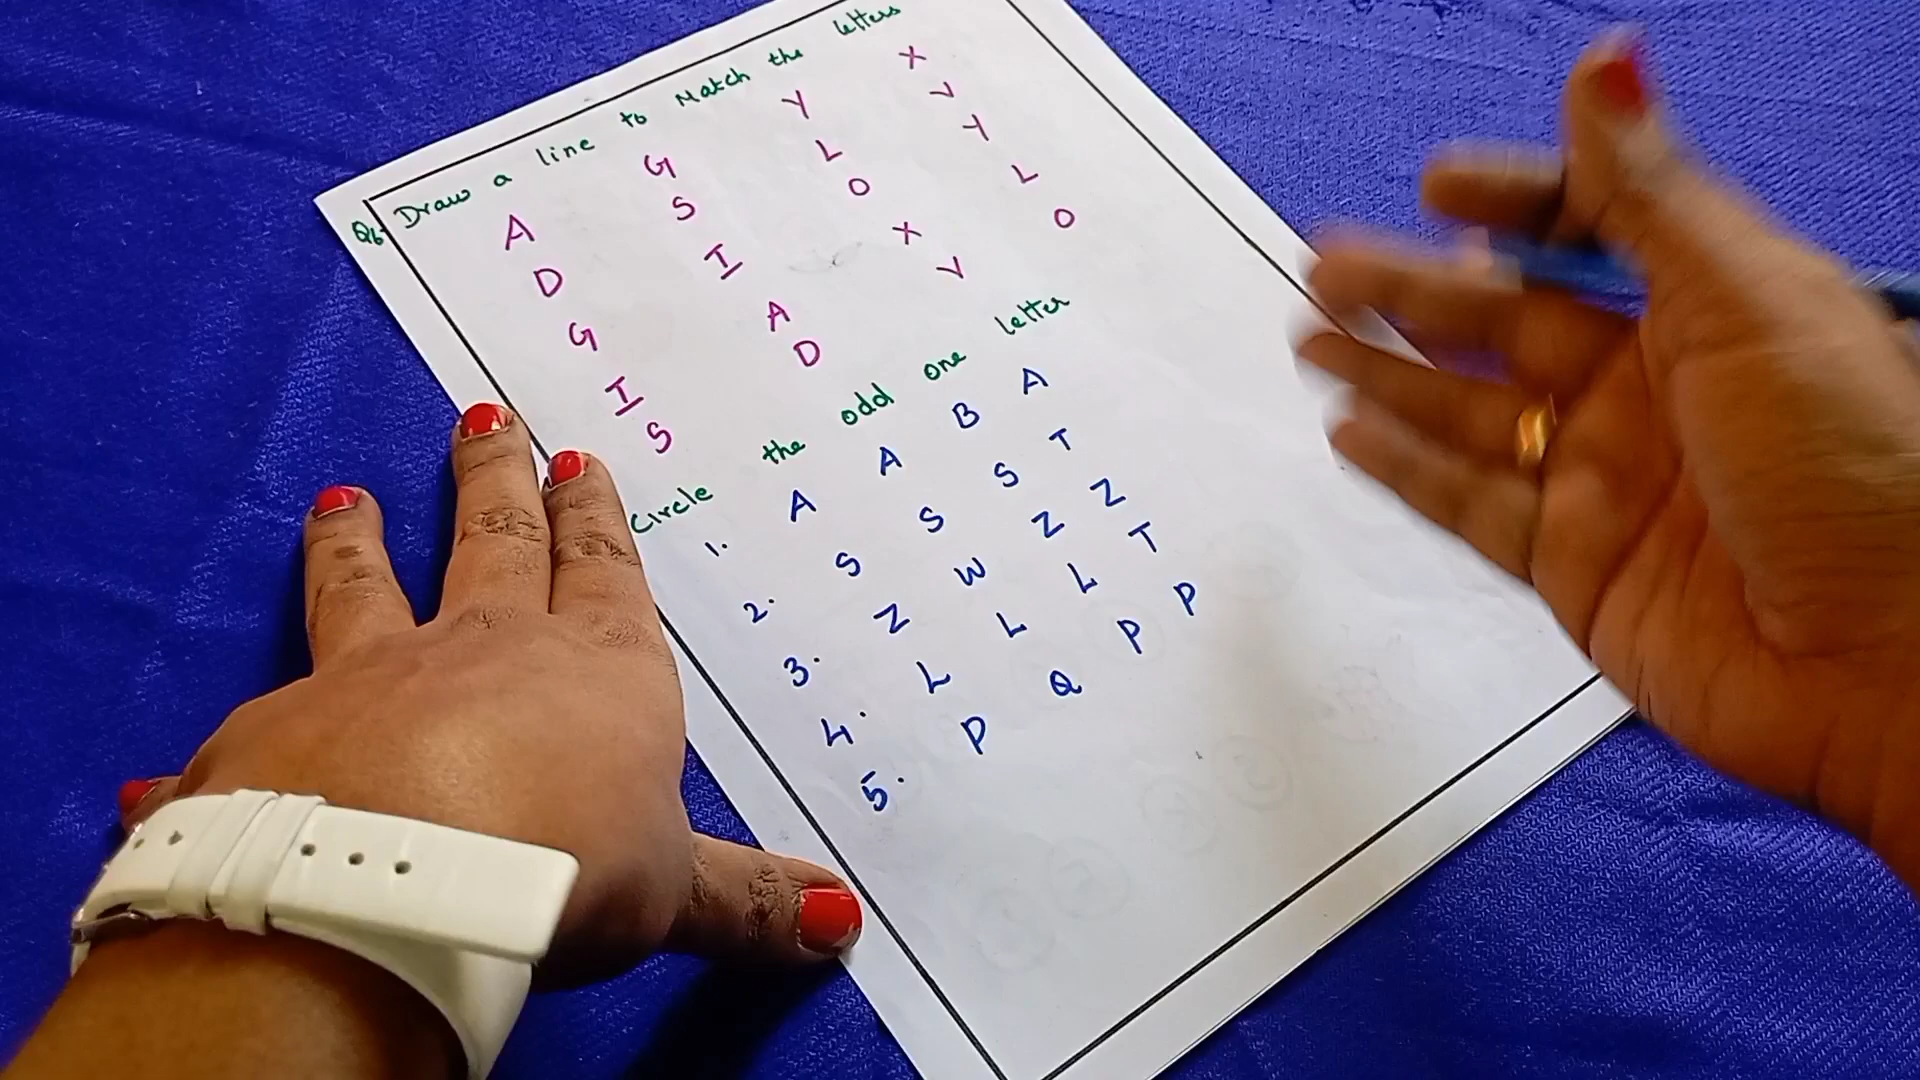 Q6. Draw a line to Match the letters
A G Y X
D S L V
G I O Y
I A X L
S D V O
Circle the odd one letter
1. A A B A
2. S S S T
3. Z W Z Z
4. L L L T
5. P Q P P